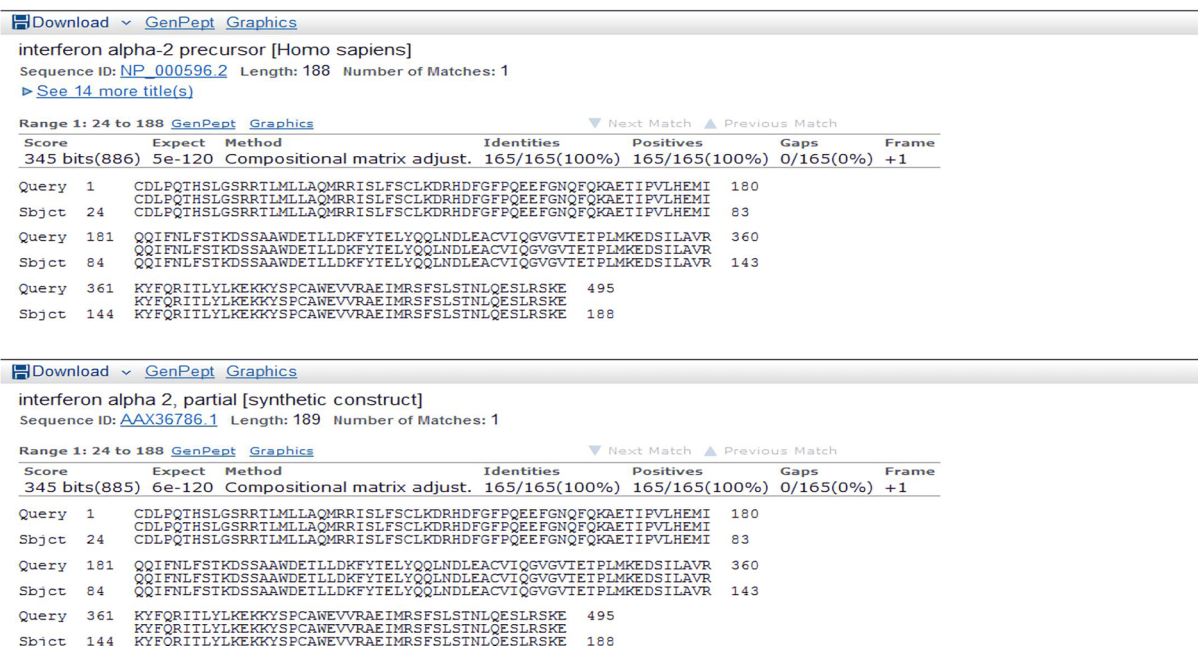 Download GenPept Graphics
interferon alpha-2 precursor [Homo sapiens]
Sequence ID: NP_000596.2 Length: 188 Number of Matches: 1
See 14 more title(s)
Range 1: 24 to 188 GenPept Graphics Next Match Previous Match
Score Expect Method Identities Positives Gaps Frame
345 bits(886) 5e-120 Compositional matrix adjust. 165/165(100%) 165/165(100%) 0/165(0%) +1
Query 1 CDLPQTHSLGSRRTLMLLAQMRRISLFSCLKDRHDFGFPQEEFGNQFQKAETIPVLHEMI 180
CDLPQTHSLGSRRTLMLLAQMRRISLFSCLKDRHDFGFPQEEFGNQFQKAETIPVLHEMI
Sbjct 24 CDLPQTHSLGSRRTLMLLAQMRRISLFSCLKDRHDFGFPQEEFGNQFQKAETIPVLHEMI 83
Query 181 QQIFNLFSTKDSSAAWDETLLDKFYTELYQQLNDLEACVIQGVGVTETPLMKEDSILAVR 360
QQIFNLFSTKDSSAAWDETLLDKFYTELYQQLNDLEACVIQGVGVTETPLMKEDSILAVR
Sbjct 84 QQIFNLFSTKDSSAAWDETLLDKFYTELYQQLNDLEACVIQGVGVTETPLMKEDSILAVR 143
Query 361 KYFQRITLYLKEKKYSPCAWEVVRAEIMRSFSLSTNLQESLRSKE 495
KYFQRITLYLKEKKYSPCAWEVVRAEIMRSFSLSTNLQESLRSKE
Sbjct 144 KYFQRITLYLKEKKYSPCAWEVVRAEIMRSFSLSTNLQESLRSKE 188
Download GenPept Graphics
interferon alpha 2, partial [synthetic construct]
Sequence ID: AAX36786.1 Length: 189 Number of Matches: 1
Range 1: 24 to 188 GenPept Graphics Next Match Previous Match
Score Expect Method Identities Positives Gaps Frame
345 bits(885) 6e-120 Compositional matrix adjust. 165/165(100%) 165/165(100%) 0/165(0%) +1
Query 1 CDLPQTHSLGSRRTLMLLAQMRRISLFSCLKDRHDFGFPQEEFGNQFQKAETIPVLHEMI 180
CDLPQTHSLGSRRTLMLLAQMRRISLFSCLKDRHDFGFPQEEFGNQFQKAETIPVLHEMI
Sbjct 24 CDLPQTHSLGSRRTLMLLAQMRRISLFSCLKDRHDFGFPQEEFGNQFQKAETIPVLHEMI 83
Query 181 QQIFNLFSTKDSSAAWDETLLDKFYTELYQQLNDLEACVIQGVGVTETPLMKEDSILAVR 360
QQIFNLFSTKDSSAAWDETLLDKFYTELYQQLNDLEACVIQGVGVTETPLMKEDSILAVR
Sbjct 84 QQIFNLFSTKDSSAAWDETLLDKFYTELYQQLNDLEACVIQGVGVTETPLMKEDSILAVR 143
Query 361 KYFQRITLYLKEKKYSPCAWEVVRAEIMRSFSLSTNLQESLRSKE 495
KYFQRITLYLKEKKYSPCAWEVVRAEIMRSFSLSTNLQESLRSKE
Sbjct 144 KYFQRITLYLKEKKYSPCAWEVVRAEIMRSFSLSTNLQESLRSKE 188